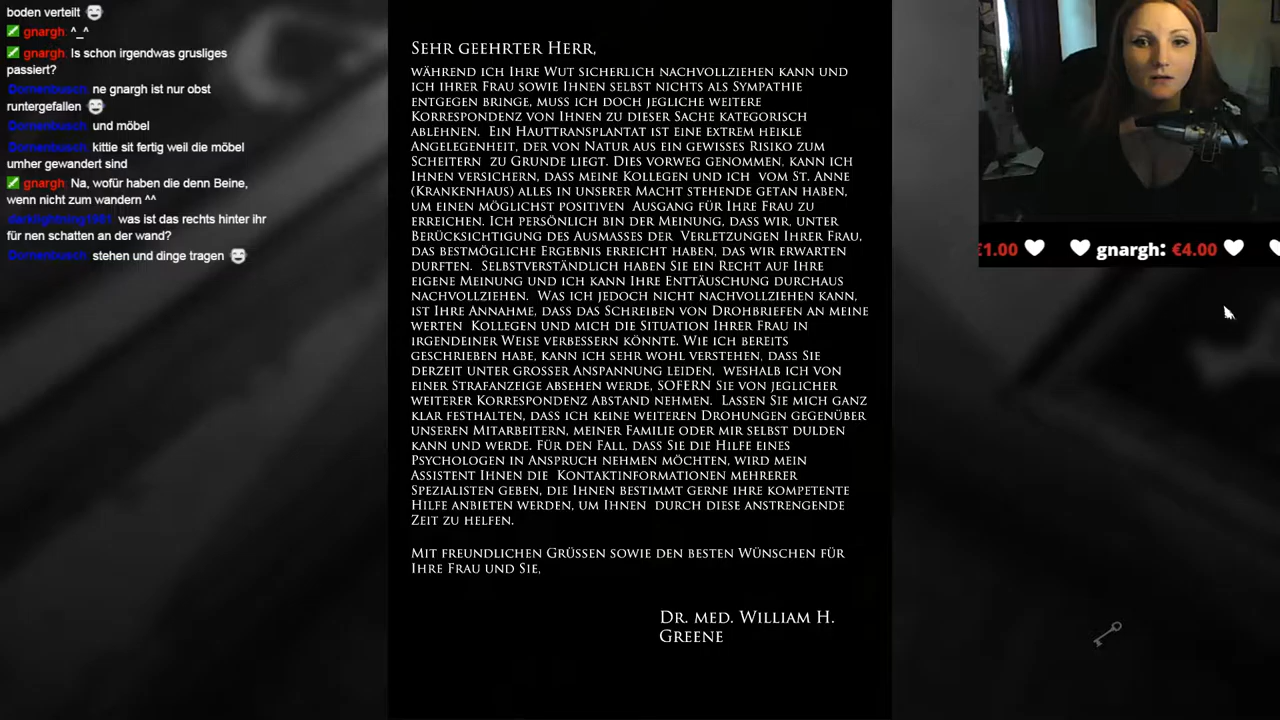 boden verteilt
gnargh: ^_^
gnargh: Is schon irgendwas grusliges
passiert?
Dornenbusch: ne gnargh ist nur obst
runtergefallen
Dornenbusch: und möbel
Dornenbusch: kittie sit fertig weil die möbel
umher gewandert sind
gnargh: Na, wofür haben die denn Beine,
wenn nicht zum wandern ^^
darklightning1981 was ist das rechts hinter ihr
für nen schatten an der wand?
Dornenbusch: stehen und dinge tragen
Sehr geehrter Herr,
während ich Ihre Wut sicherlich nachvollziehen kann und
ich ihrer Frau sowie Ihnen selbst nichts als Sympathie
entgegen bringe, muss ich doch jegliche weitere
Korrespondenz von Ihnen zu dieser Sache kategorisch
ablehnen. Ein Hauttransplantat ist eine extrem heikle
Angelegenheit, der von Natur aus ein gewisses Risiko zum
Scheitern zu Grunde liegt. Dies vorweg genommen, kann ich
Ihnen versichern, dass meine Kollegen und ich vom St. Anne
(Krankenhaus) alles in unserer Macht stehende getan haben,
um einen möglichst positiven Ausgang für Ihre Frau zu
erreichen. Ich persönlich bin der Meinung, dass wir, unter
Berücksichtigung des Ausmasses der Verletzungen Ihrer Frau,
das bestmögliche Ergebnis erreicht haben, das wir erwarten
durften. Selbstverständlich haben Sie ein Recht auf Ihre
eigene Meinung und ich kann Ihre Enttäuschung durchaus
nachvollziehen. Was ich jedoch nicht nachvollziehen kann,
ist Ihre Annahme, dass das Schreiben von Drohbriefen an meine
werten Kollegen und mich die Situation Ihrer Frau in
irgendeiner Weise verbessern könnte. Wie ich bereits
geschrieben habe, kann ich sehr wohl verstehen, dass Sie
derzeit unter grosser Anspannung leiden, weshalb ich von
einer Strafanzeige absehen werde, SOFERN Sie von jeglicher
weiterer Korrespondenz Abstand nehmen. Lassen Sie mich ganz
klar festhalten, dass ich keine weiteren Drohungen gegenüber
unseren Mitarbeitern, meiner Familie oder mir selbst dulden
kann und werde. Für den Fall, dass Sie die Hilfe eines
Psychologen in Anspruch nehmen möchten, wird mein
Assistent Ihnen die Kontaktinformationen mehrerer
Spezialisten geben, die Ihnen bestimmt gerne ihre kompetente
Hilfe anbieten werden, um Ihnen durch diese anstrengende
Zeit zu helfen.
Mit freundlichen Grüssen sowie den besten Wünschen für
Ihre Frau und Sie,
Dr. med. William H.
Greene
€1.00 gnargh: €4.00